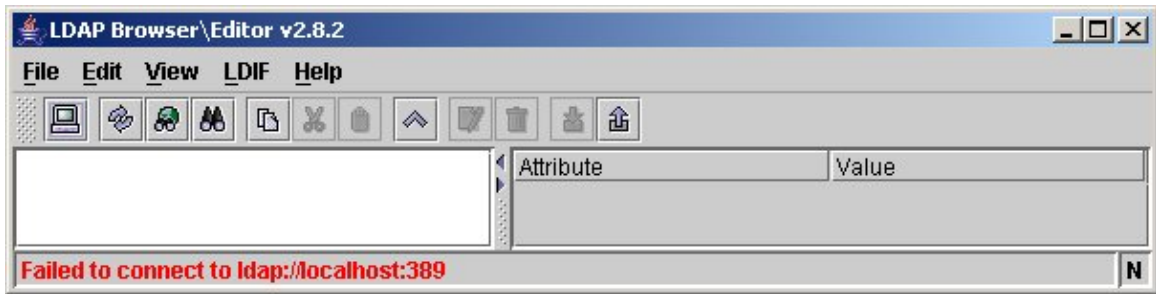 LDAP Browser\Editor v2.8.2
File Edit View LDIF Help
Attribute Value
Failed to connect to ldap://localhost:389 N